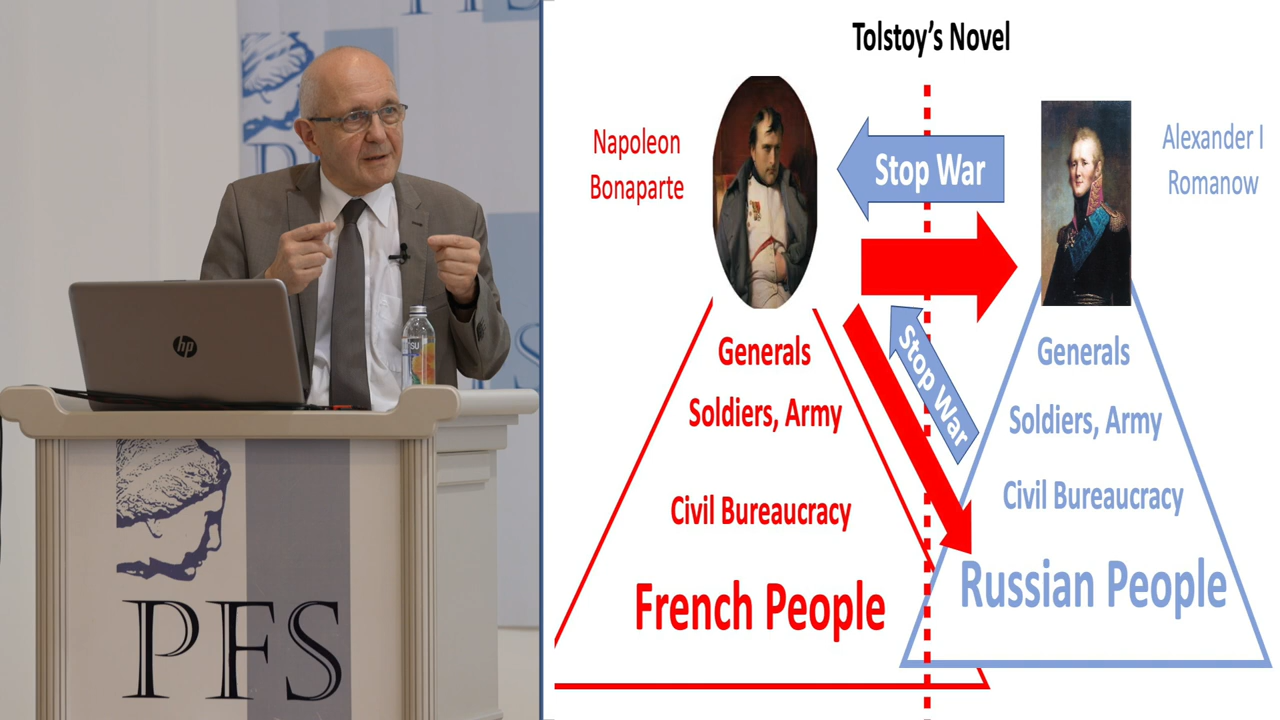 PFS
hp
PFS
Tolstoy's Novel
Napoleon
Bonaparte
Stop War
Alexander I
Romanow
Stop War
Generals
Soldiers, Army
Civil Bureaucracy
French People
Generals
Soldiers, Army
Civil Bureaucracy
Russian People